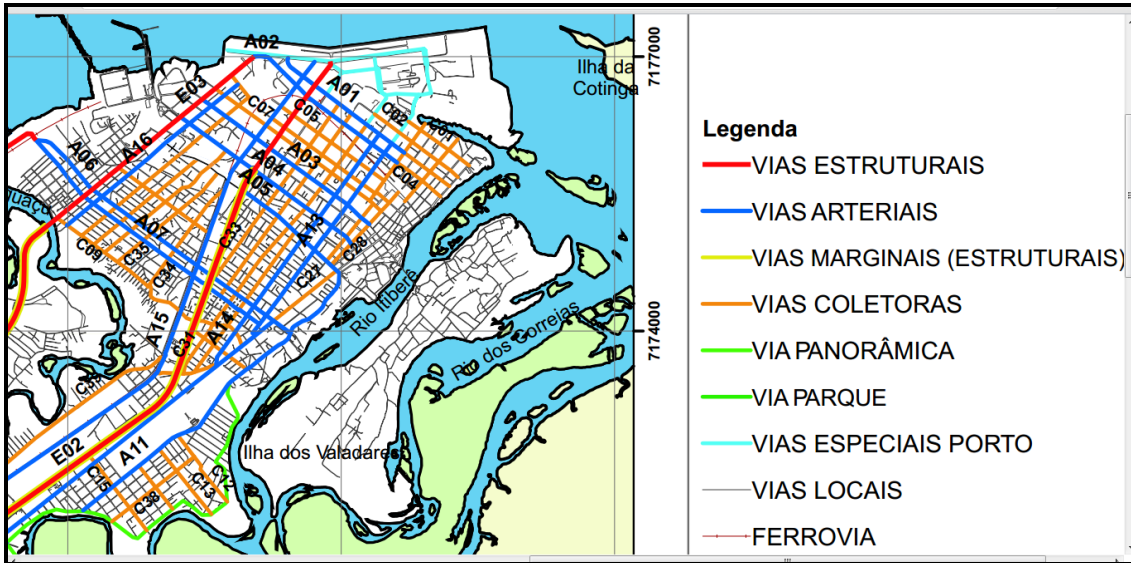 A02
7177000
Ilha da
Cotinga
E03
A01
C07
C05
C02
A16
A06
A03
A04
A05
C04
uaçu
A07
C33
A13
C28
C09
C35
C34
C27
Rio Itiberê
A15
C31
A14
7174000
Rio dos Correias
E02
A11
Ilha dos Valadares
C15
C38
C13
C12
Legenda
VIAS ESTRUTURAIS
VIAS ARTERIAIS
VIAS MARGINAIS (ESTRUTURAIS)
VIAS COLETORAS
VIA PANORÂMICA
VIA PARQUE
VIAS ESPECIAIS PORTO
VIAS LOCAIS
FERROVIA